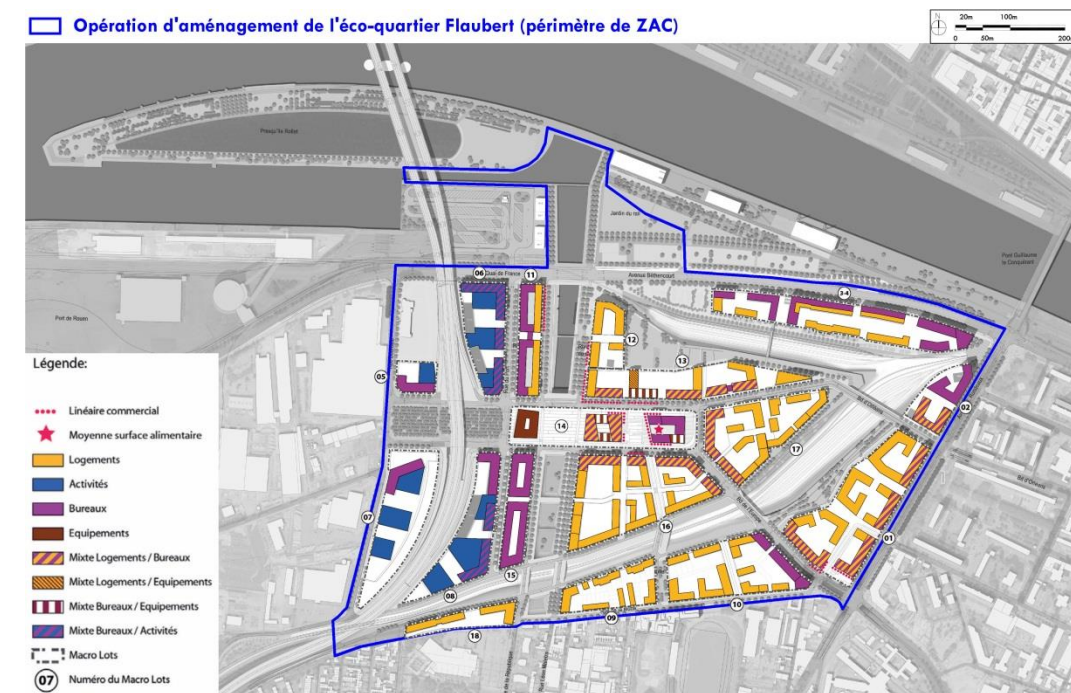 Opération d'aménagement de l'éco-quartier Flaubert (périmètre de ZAC)
N
20m 100m
0 50m 200m
Presqu'île Rollet
Jardin du rail
Pont Guillaume
le Conquérant
06
Quai de France
11
Avenue Béthencourt
3-4
Port de Rouen
12
13
05
02
14
17
16
07
01
15
08
10
09
18
Légende:
Linéaire commercial
Moyenne surface alimentaire
Logements
Activités
Bureaux
Equipements
Mixte Logements / Bureaux
Mixte Logements / Equipements
Mixte Bureaux / Equipements
Mixte Bureaux / Activités
Macro Lots
07 Numéro du Macro Lots